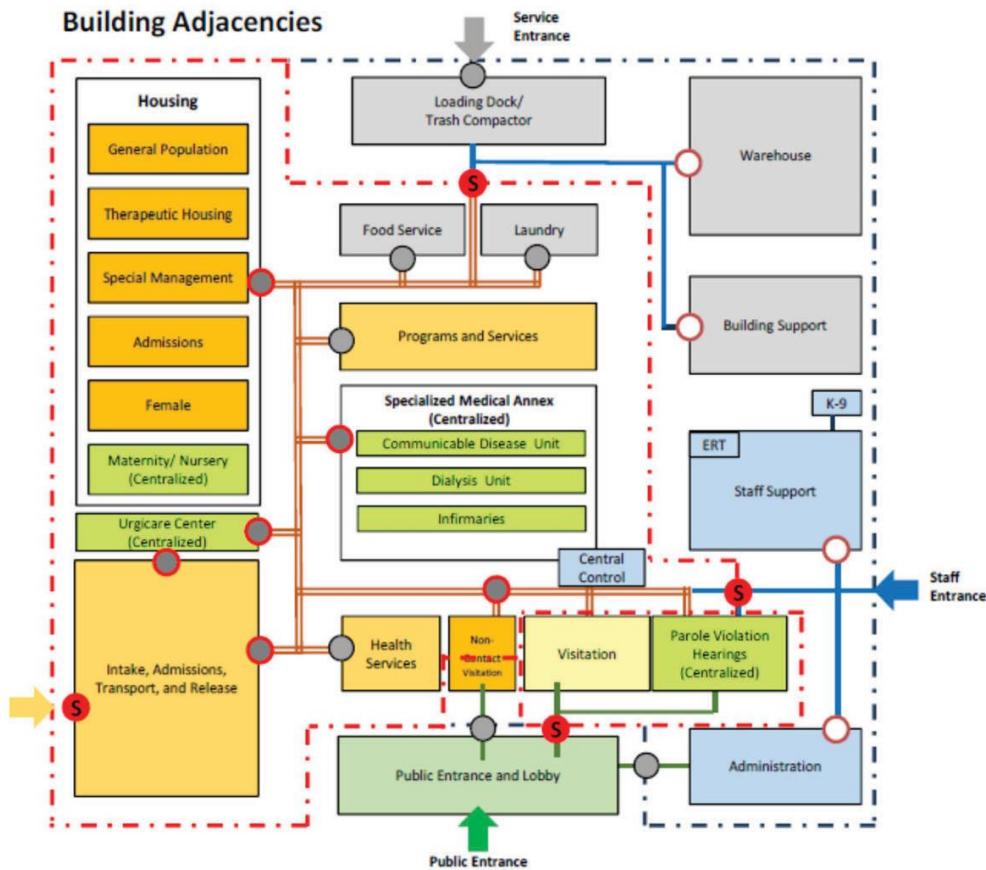 Building Adjacencies
Service
Entrance
Housing
General Population
Therapeutic Housing
Special Management
Admissions
Female
Maternity/ Nursery
(Centralized)
Loading Dock/
Trash Compactor
Warehouse
S
Food Service
Laundry
Building Support
Programs and Services
Specialized Medical Annex
(Centralized)
Communicable Disease Unit
Dialysis Unit
Infirmaries
K-9
ERT
Staff Support
Urgicare Center
(Centralized)
Central
Control
Staff
Entrance
S
Intake, Admissions,
Transport, and Release
S
Health
Services
Non-
Contact
Visitation
Visitation
Parole Violation
Hearings
(Centralized)
S
Public Entrance and Lobby
Administration
Public Entrance